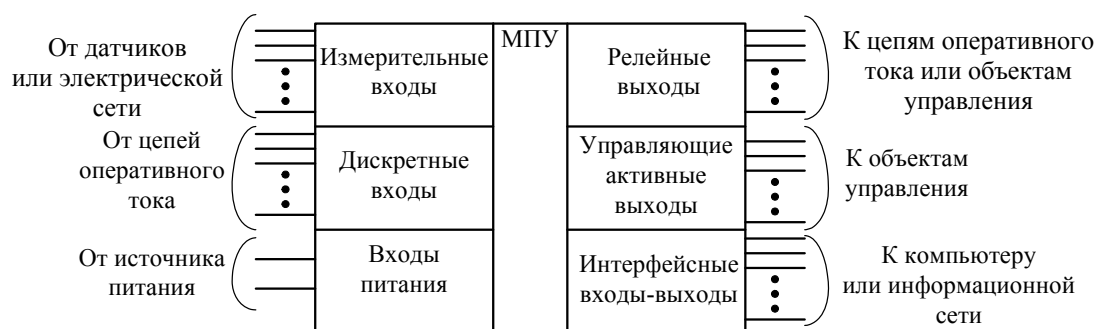 От датчиков
или электрической
сети
От цепей
оперативного
тока
От источника
питания
Измерительные
входы
Дискретные
входы
Входы
питания
МПУ
Релейные
выходы
Управляющие
активные
выходы
Интерфейсные
входы-выходы
К цепям оперативного
тока или объектам
управления
К объектам
управления
К компьютеру
или информационной
сети